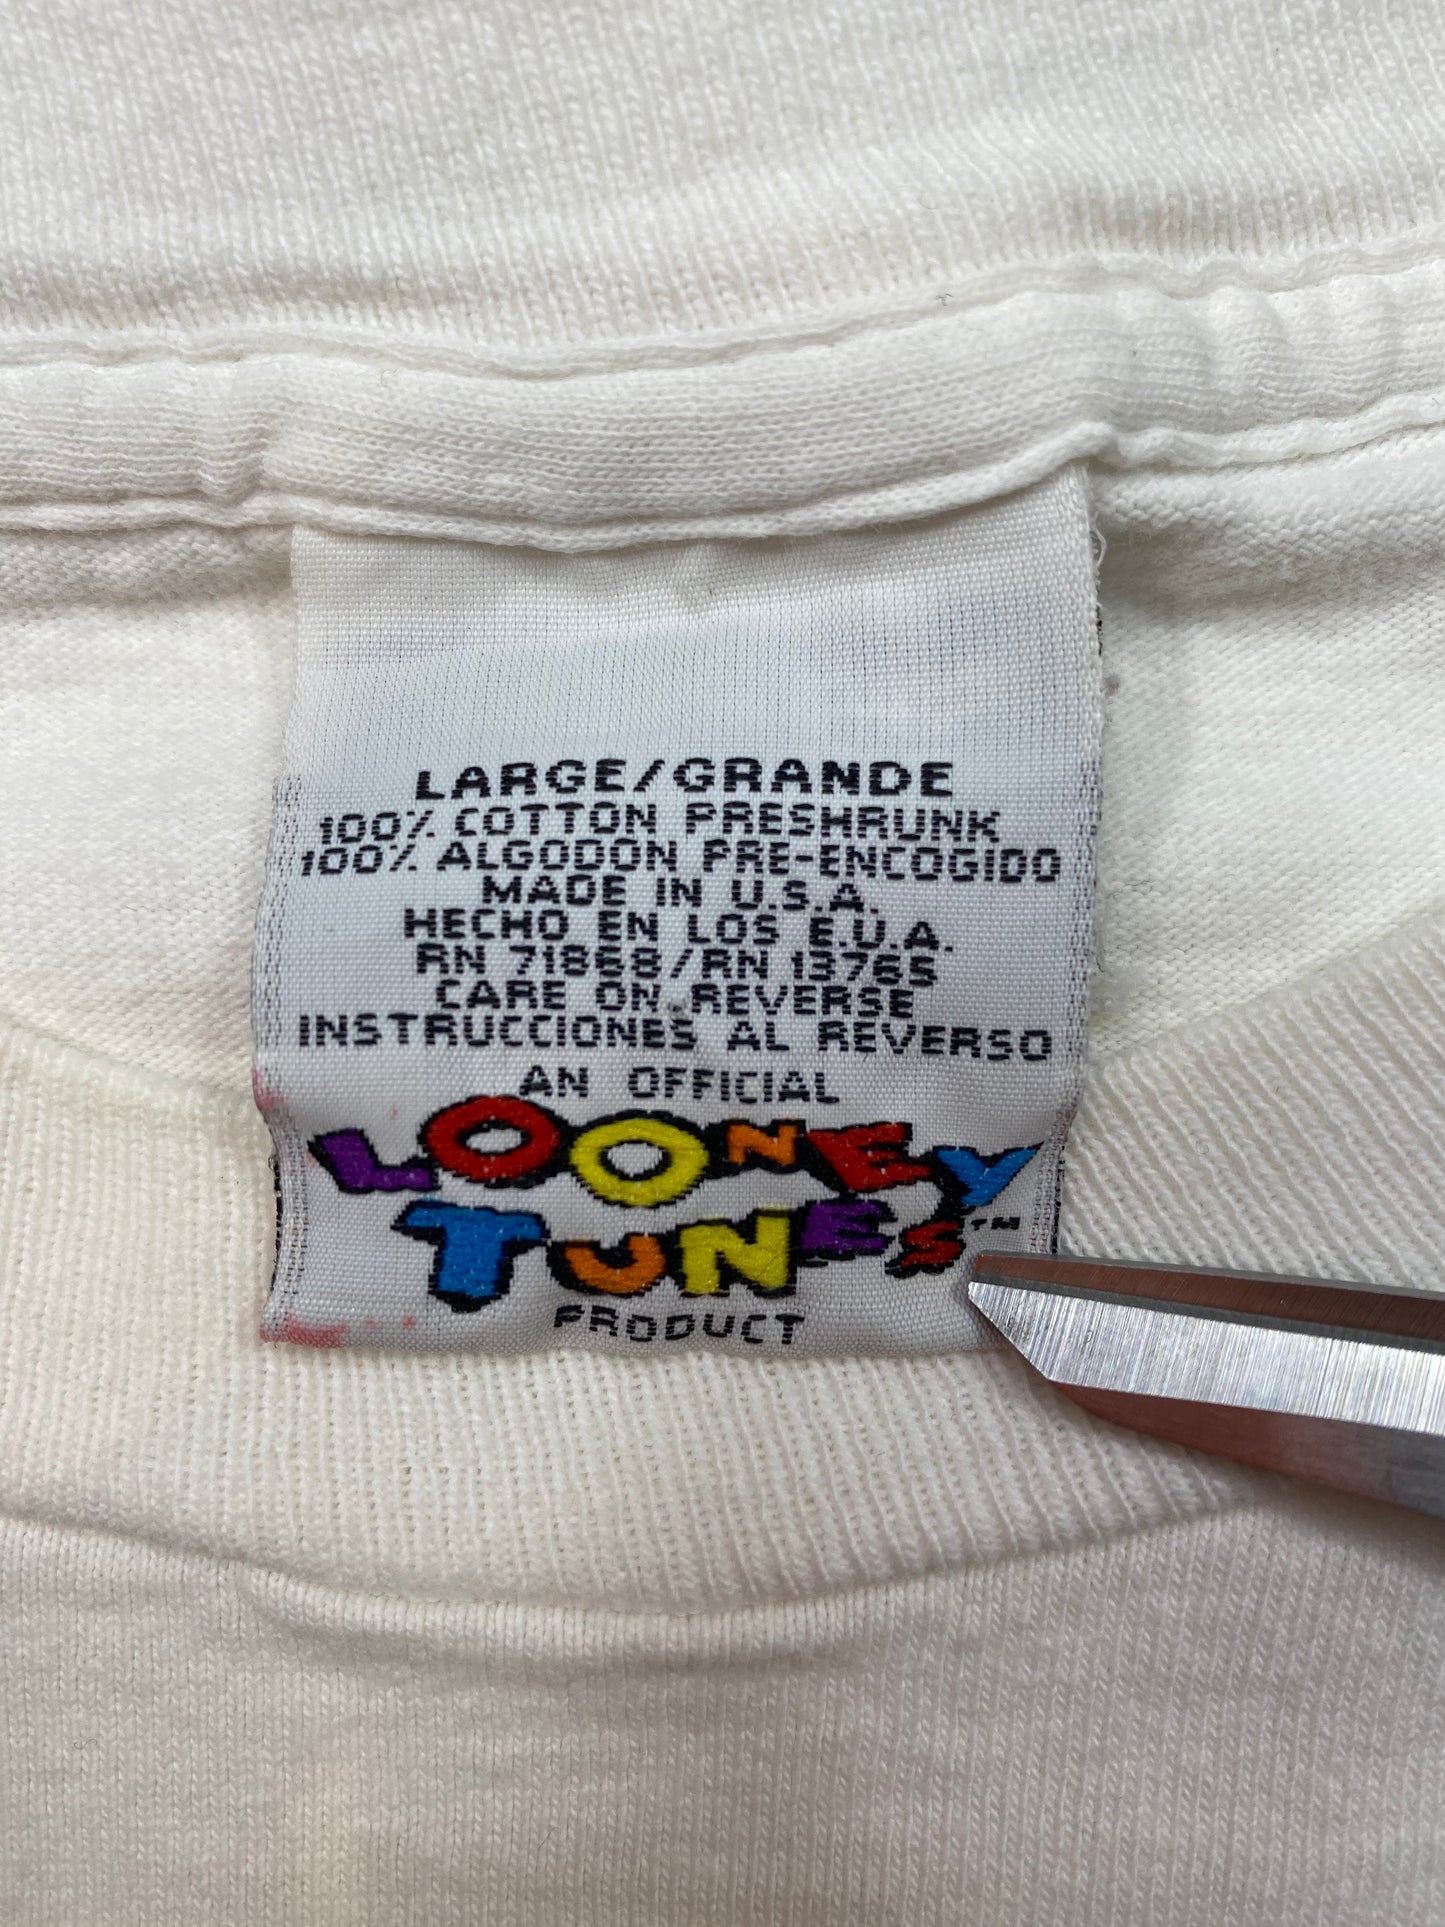 LARGE/GRANDE
100% COTTON PRESHRUNK
100% ALGODON PRE-ENCOGIDO
MADE IN U.S.A.
HECHO EN LOS E.U.A.
RN 71868/RN 13765
CARE ON REVERSE
INSTRUCCIONES AL REVERSO
AN OFFICIAL
LOONEY
TUNES™
PRODUCT